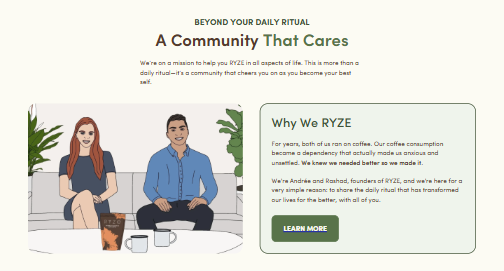 BEYOND YOUR DAILY RITUAL
A Community That Cares
We're on a mission to help you RYZE in all aspects of life. This is more than a
daily ritual—it's a community that cheers you on as you become your best
self.
Why We RYZE
For years, both of us ran on coffee. Our coffee consumption
became a dependency that actually made us anxious and
unsettled. We knew we needed better so we made it.
We're Andrée and Rashad, founders of RYZE, and we're here for a
very simple reason: to share the daily ritual that has transformed
our lives for the better, with all of you.
LEARN MORE
RYZE